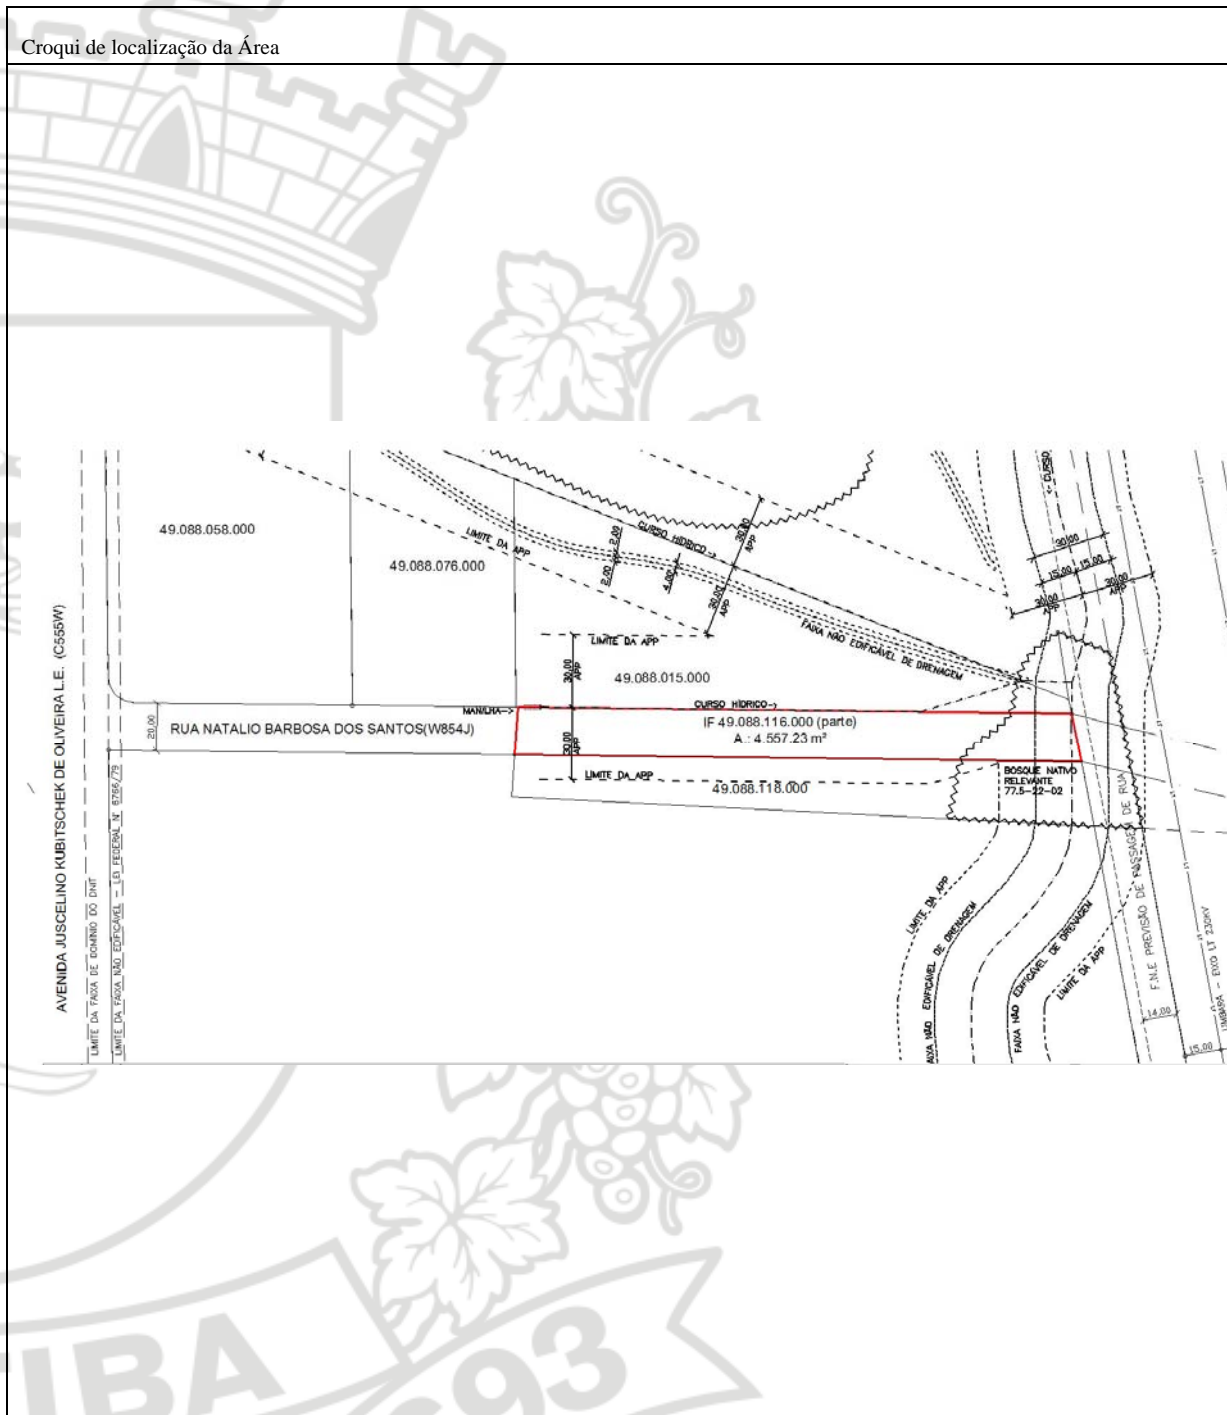 Croqui de localização da Área
49.088.058.000
49.088.076.000
LIMITE DA APP
CURSO HÍDRICO->
2,00
2,00
4,00
30,00
APP
30,00
APP
FAIXA NÃO EDIFICÁVEL DE DRENAGEM
<- CURSO
30,00
15,00
15,00
30,00
APP
30,00
APP
LT
AVENIDA JUSCELINO KUBITSCHEK DE OLIVEIRA L.E. (C555W)
LIMITE DA FAIXA DE DOMINIO DO DNIT
LIMITE DA FAIXA NÃO EDIFICÁVEL - LEI FEDERAL Nº 6766/79
LIMITE DA APP
30,00
APP
49.088.015.000
MANILHA->
CURSO HÍDRICO->
20,00
RUA NATALIO BARBOSA DOS SANTOS(W854J)
IF 49.088.116.000 (parte)
A.: 4.557.23 m²
30,00
APP
LIMITE DA APP
49.088.118.000
BOSQUE NATIVO
RELEVANTE
77.5-22-02
LIMITE DA APP
FAIXA NÃO EDIFICÁVEL DE DRENAGEM
FAIXA NÃO EDIFICÁVEL DE DRENAGEM
LIMITE DA APP
F.N.E PREVISÃO DE PASSAGEM DE RUA
14,00
15,00
UMBARA - EIXO LT 230KV
IBA
693